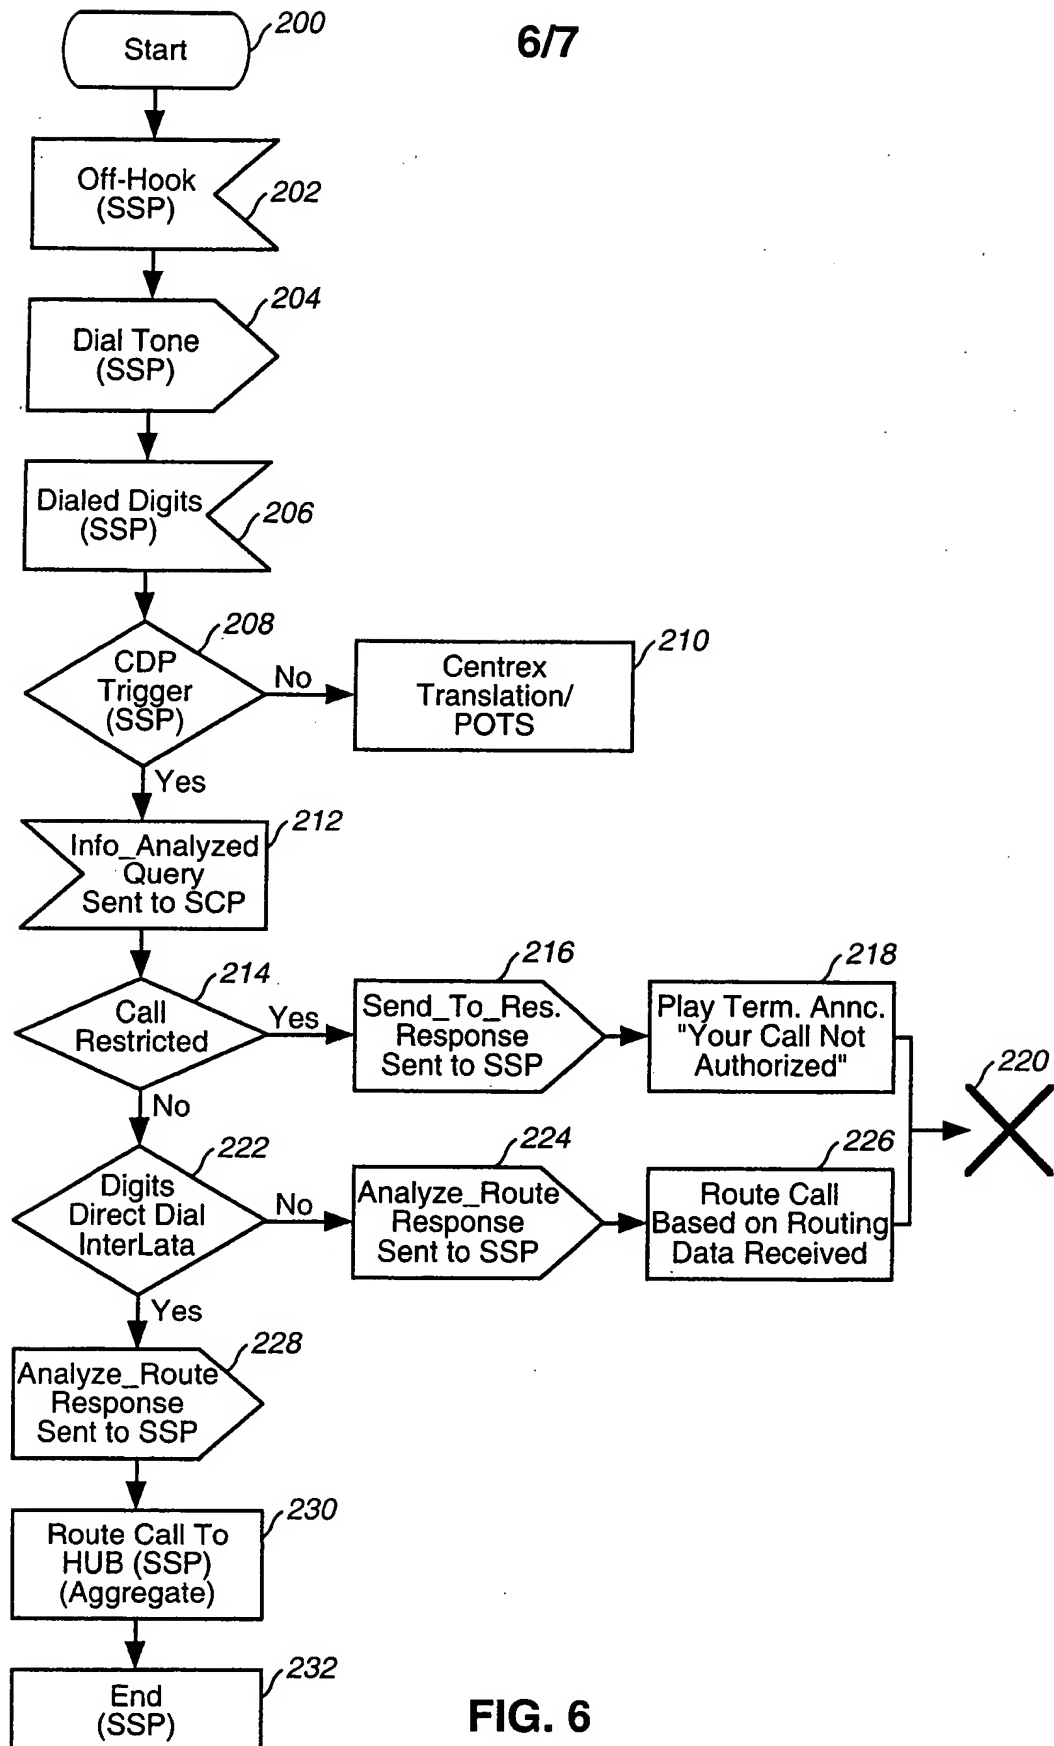 6/7
Start
200
Off-Hook
(SSP)
202
Dial Tone
(SSP)
204
Dialed Digits
(SSP)
206
CDP
Trigger
(SSP)
208
No
Centrex
Translation/
POTS
210
Yes
Info_Analyzed
Query
Sent to SCP
212
Call
Restricted
214
Yes
Send_To_Res.
Response
Sent to SSP
216
Play Term. Annc.
"Your Call Not
Authorized"
218
220
No
Digits
Direct Dial
InterLata
222
No
Analyze_Route
Response
Sent to SSP
224
Route Call
Based on Routing
Data Received
226
Yes
Analyze_Route
Response
Sent to SSP
228
Route Call To
HUB (SSP)
(Aggregate)
230
End
(SSP)
232
FIG. 6